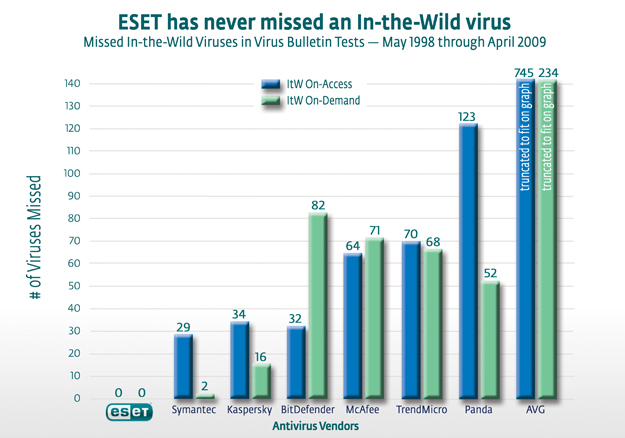 ESET has never missed an In-the-Wild virus
Missed In-the-Wild Viruses in Virus Bulletin Tests — May 1998 through April 2009
ItW On-Access
ItW On-Demand
# of Viruses Missed
140
130
120
110
100
90
80
70
60
50
40
30
20
10
0
0 0
29 2
34 16
32 82
64 71
70 68
123 52
745 234
truncated to fit on graph
truncated to fit on graph
eseT Symantec Kaspersky BitDefender McAfee TrendMicro Panda AVG
Antivirus Vendors